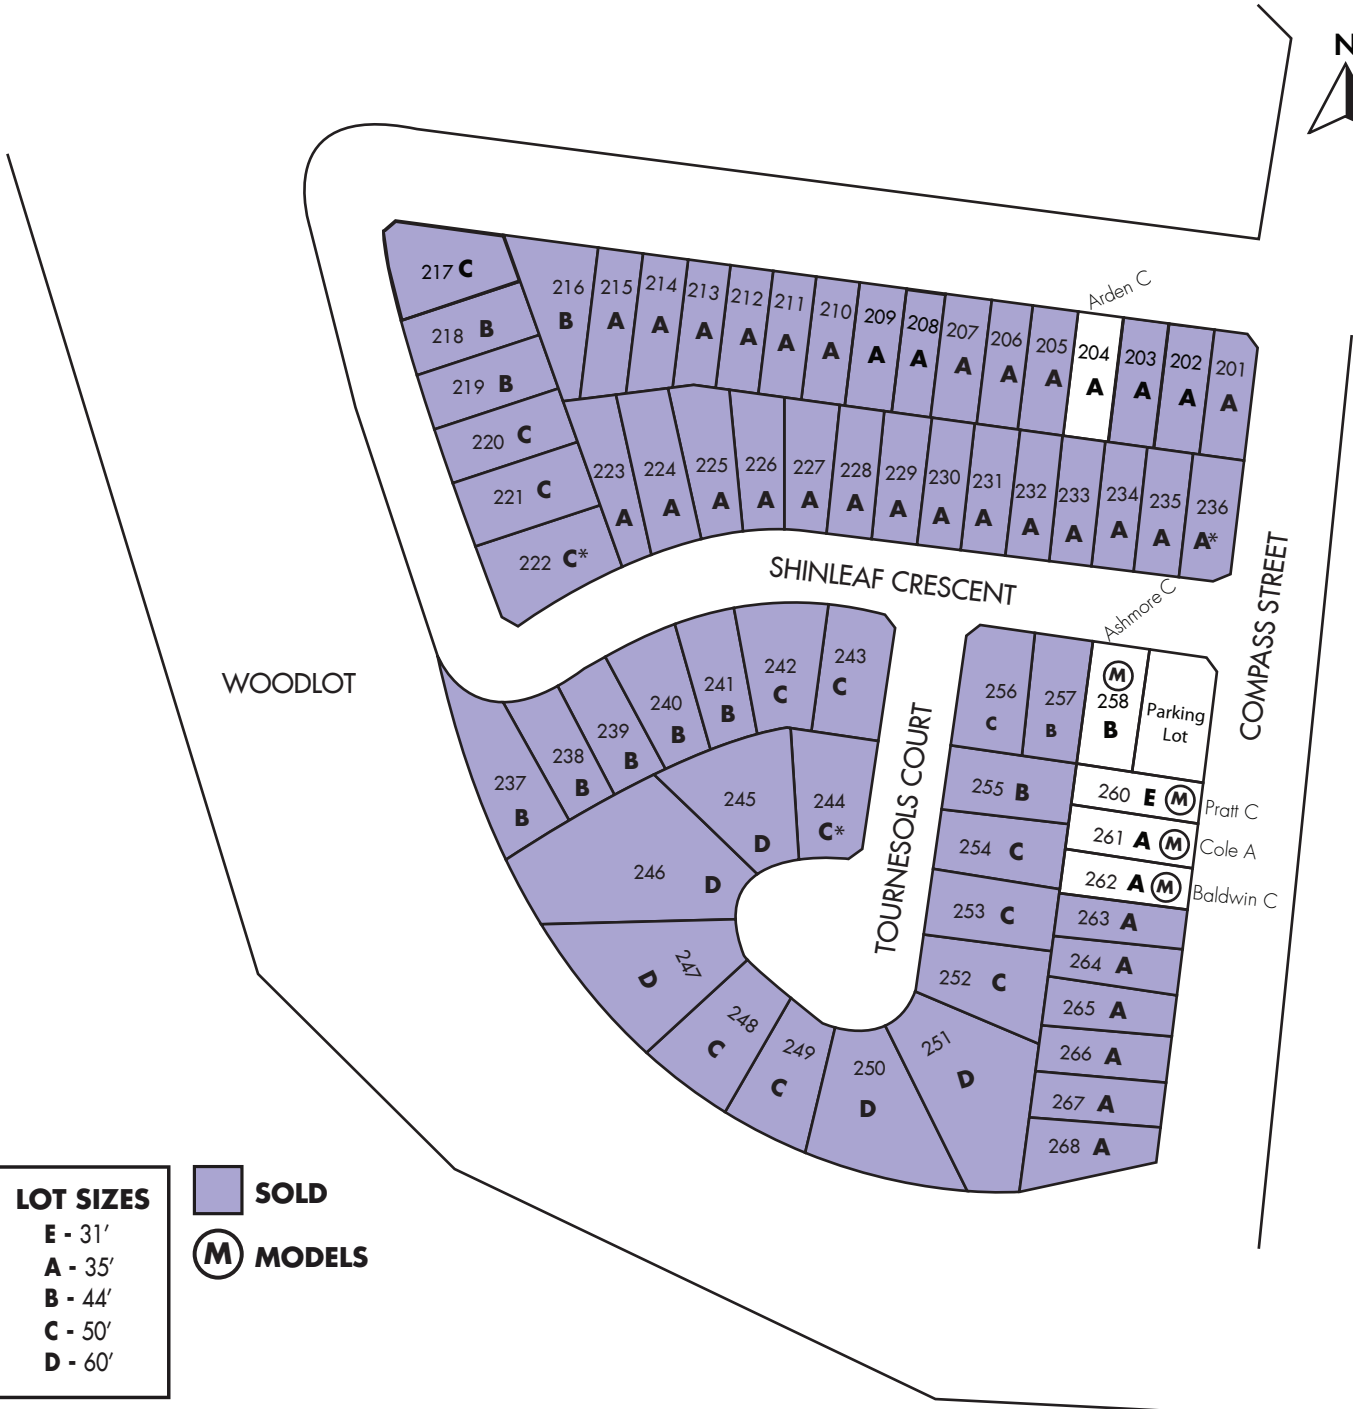 N
Arden C
217 C
216
B
215
A
214
A
213
A
212
A
211
A
210
A
209
A
208
A
207
A
206
A
205
A
204
A
203
A
202
A
201
A
218 B
219 B
220 C
221 C
222 C*
223
A
224
A
225
A
226
A
227
A
228
A
229
A
230
A
231
A
232
A
233
A
234
A
235
A
236
A*
SHINLEAF CRESCENT
Ashmore C
COMPASS STREET
WOODLOT
237
B
238
B
239
B
240
B
241
B
242
C
243
C
244
C*
245
D
246
D
247
D
248
C
249
C
250
D
251
D
252 C
253 C
254 C
255 B
256
C
257
B
M
258
B
Parking
Lot
TOURNESOLS COURT
260 E M
Pratt C
261 A M
Cole A
262 A M
Baldwin C
263 A
264 A
265 A
266 A
267 A
268 A
LOT SIZES
E - 31'
A - 35'
B - 44'
C - 50'
D - 60'
SOLD
M MODELS